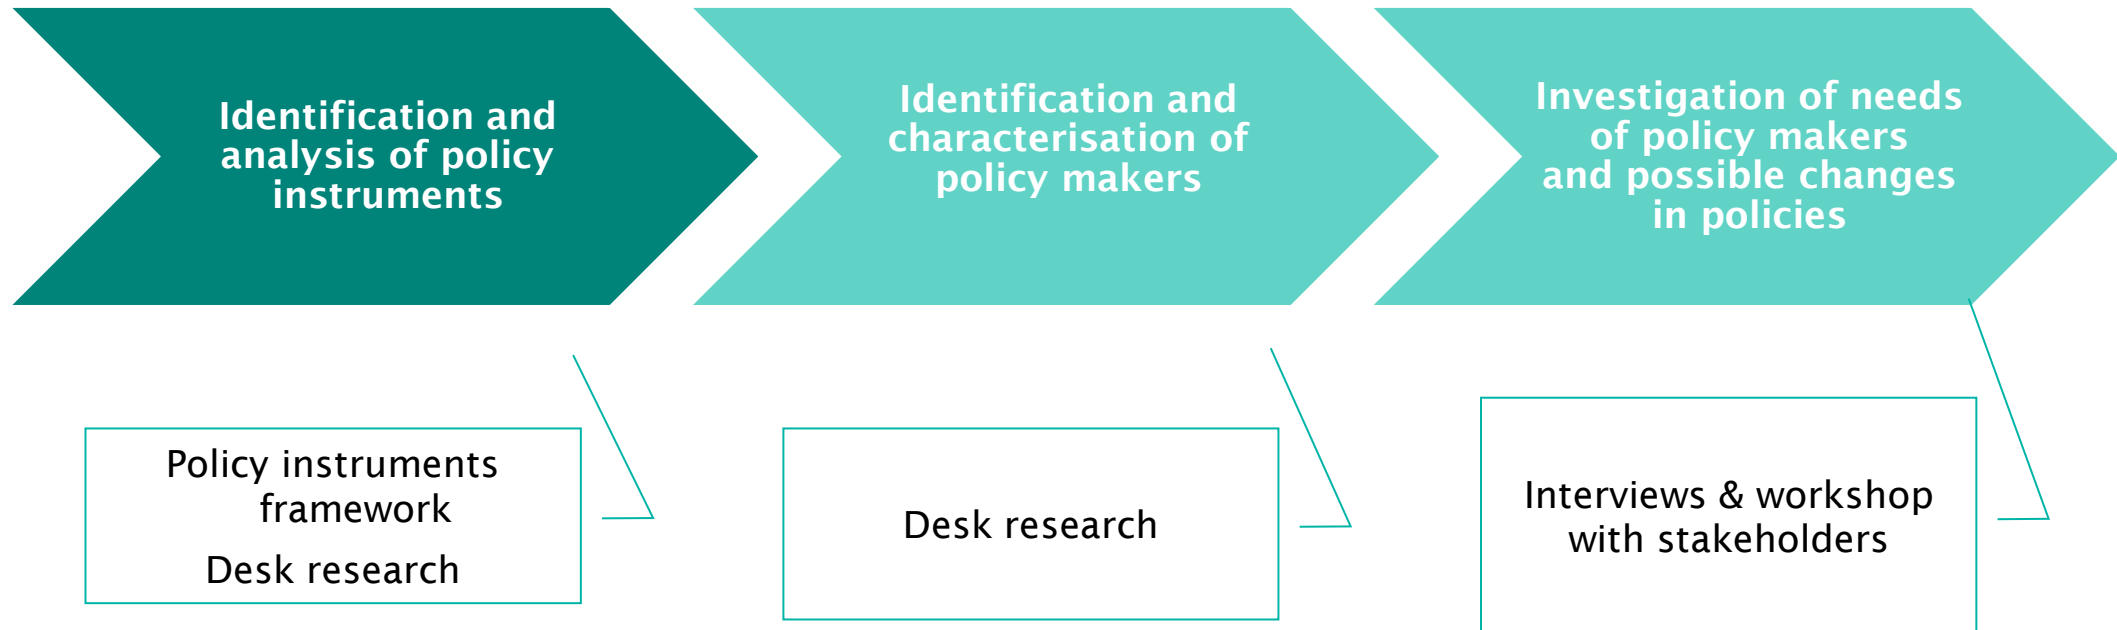 Identification and
analysis of policy
instruments
Identification and
characterisation of
policy makers
Investigation of needs
of policy makers
and possible changes
in policies
Policy instruments
framework
Desk research
Desk research
Interviews & workshop
with stakeholders